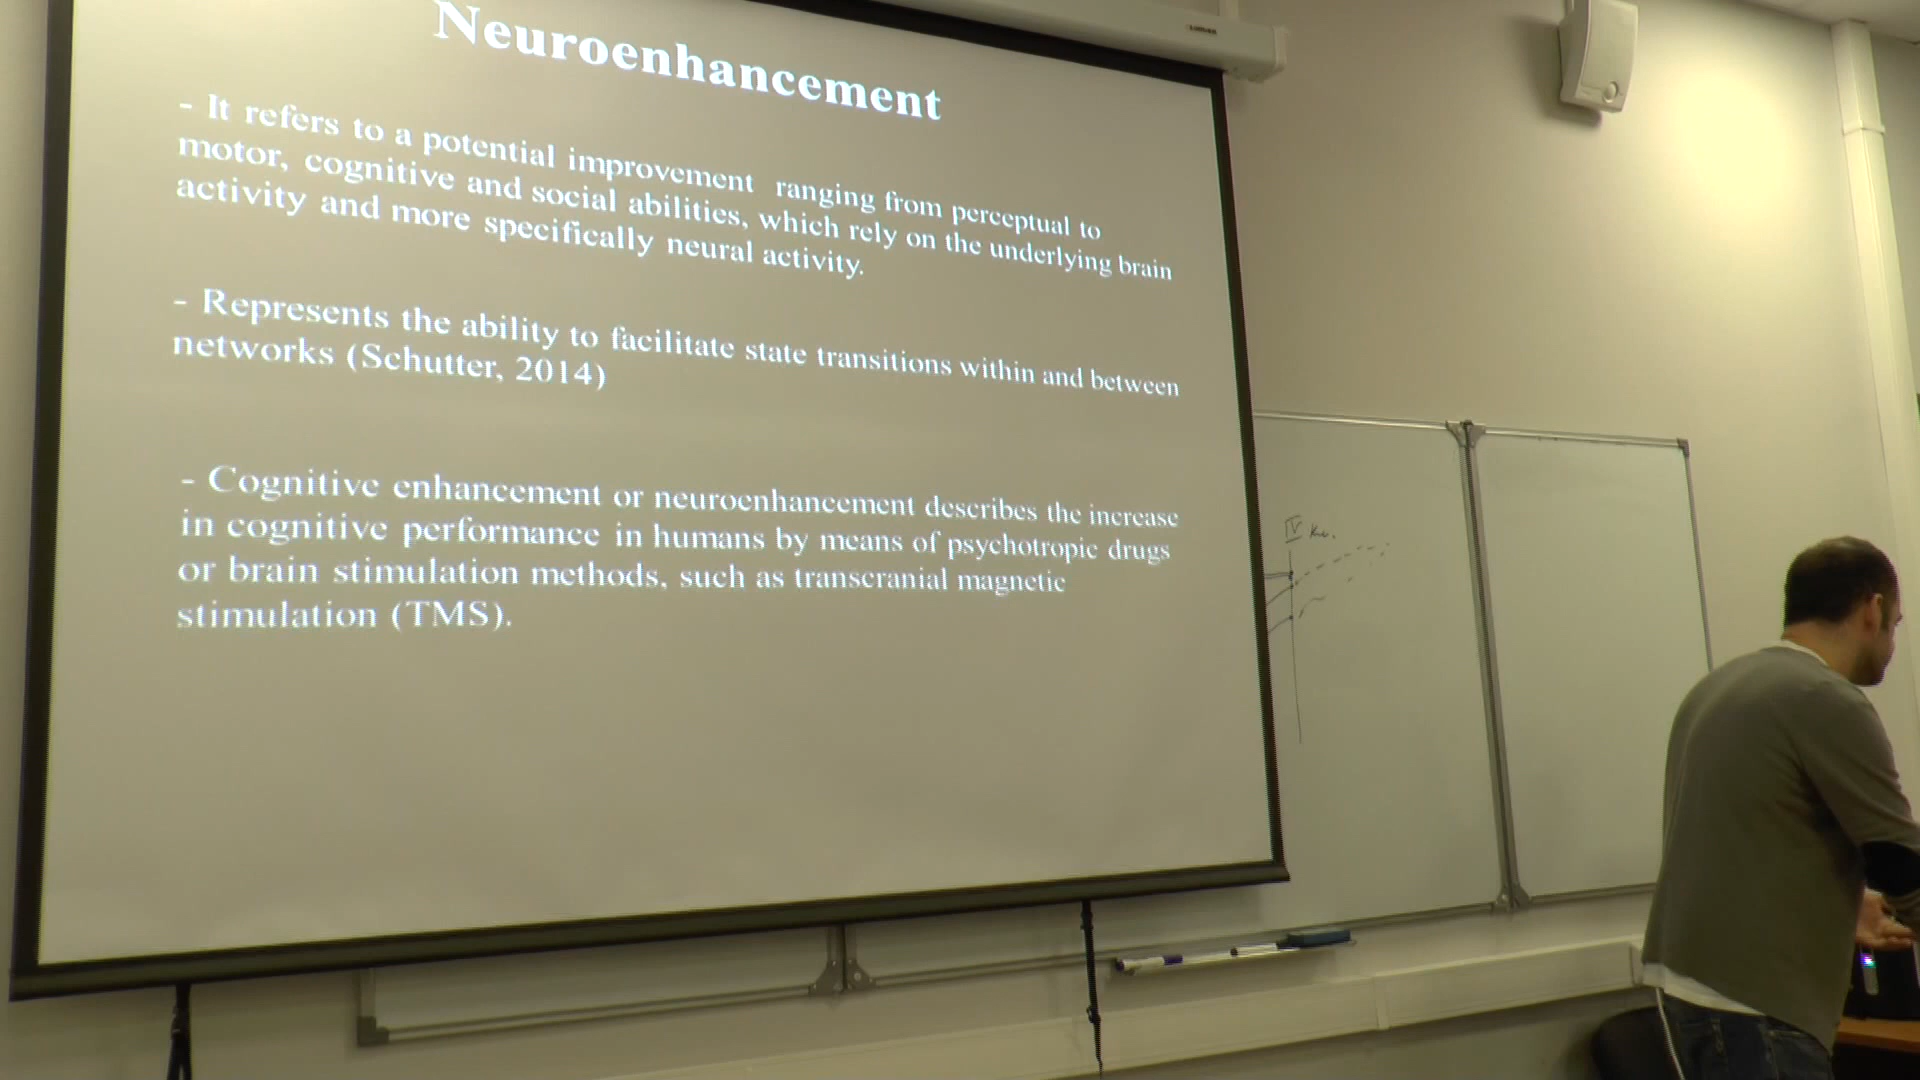 Neuroenhancement
- It refers to a potential improvement ranging from perceptual to
motor, cognitive and social abilities, which rely on the underlying brain
activity and more specifically neural activity.
- Represents the ability to facilitate state transitions within and between
networks (Schutter, 2014)
- Cognitive enhancement or neuroenhancement describes the increase
in cognitive performance in humans by means of psychotropic drugs
or brain stimulation methods, such as transcranial magnetic
stimulation (TMS).